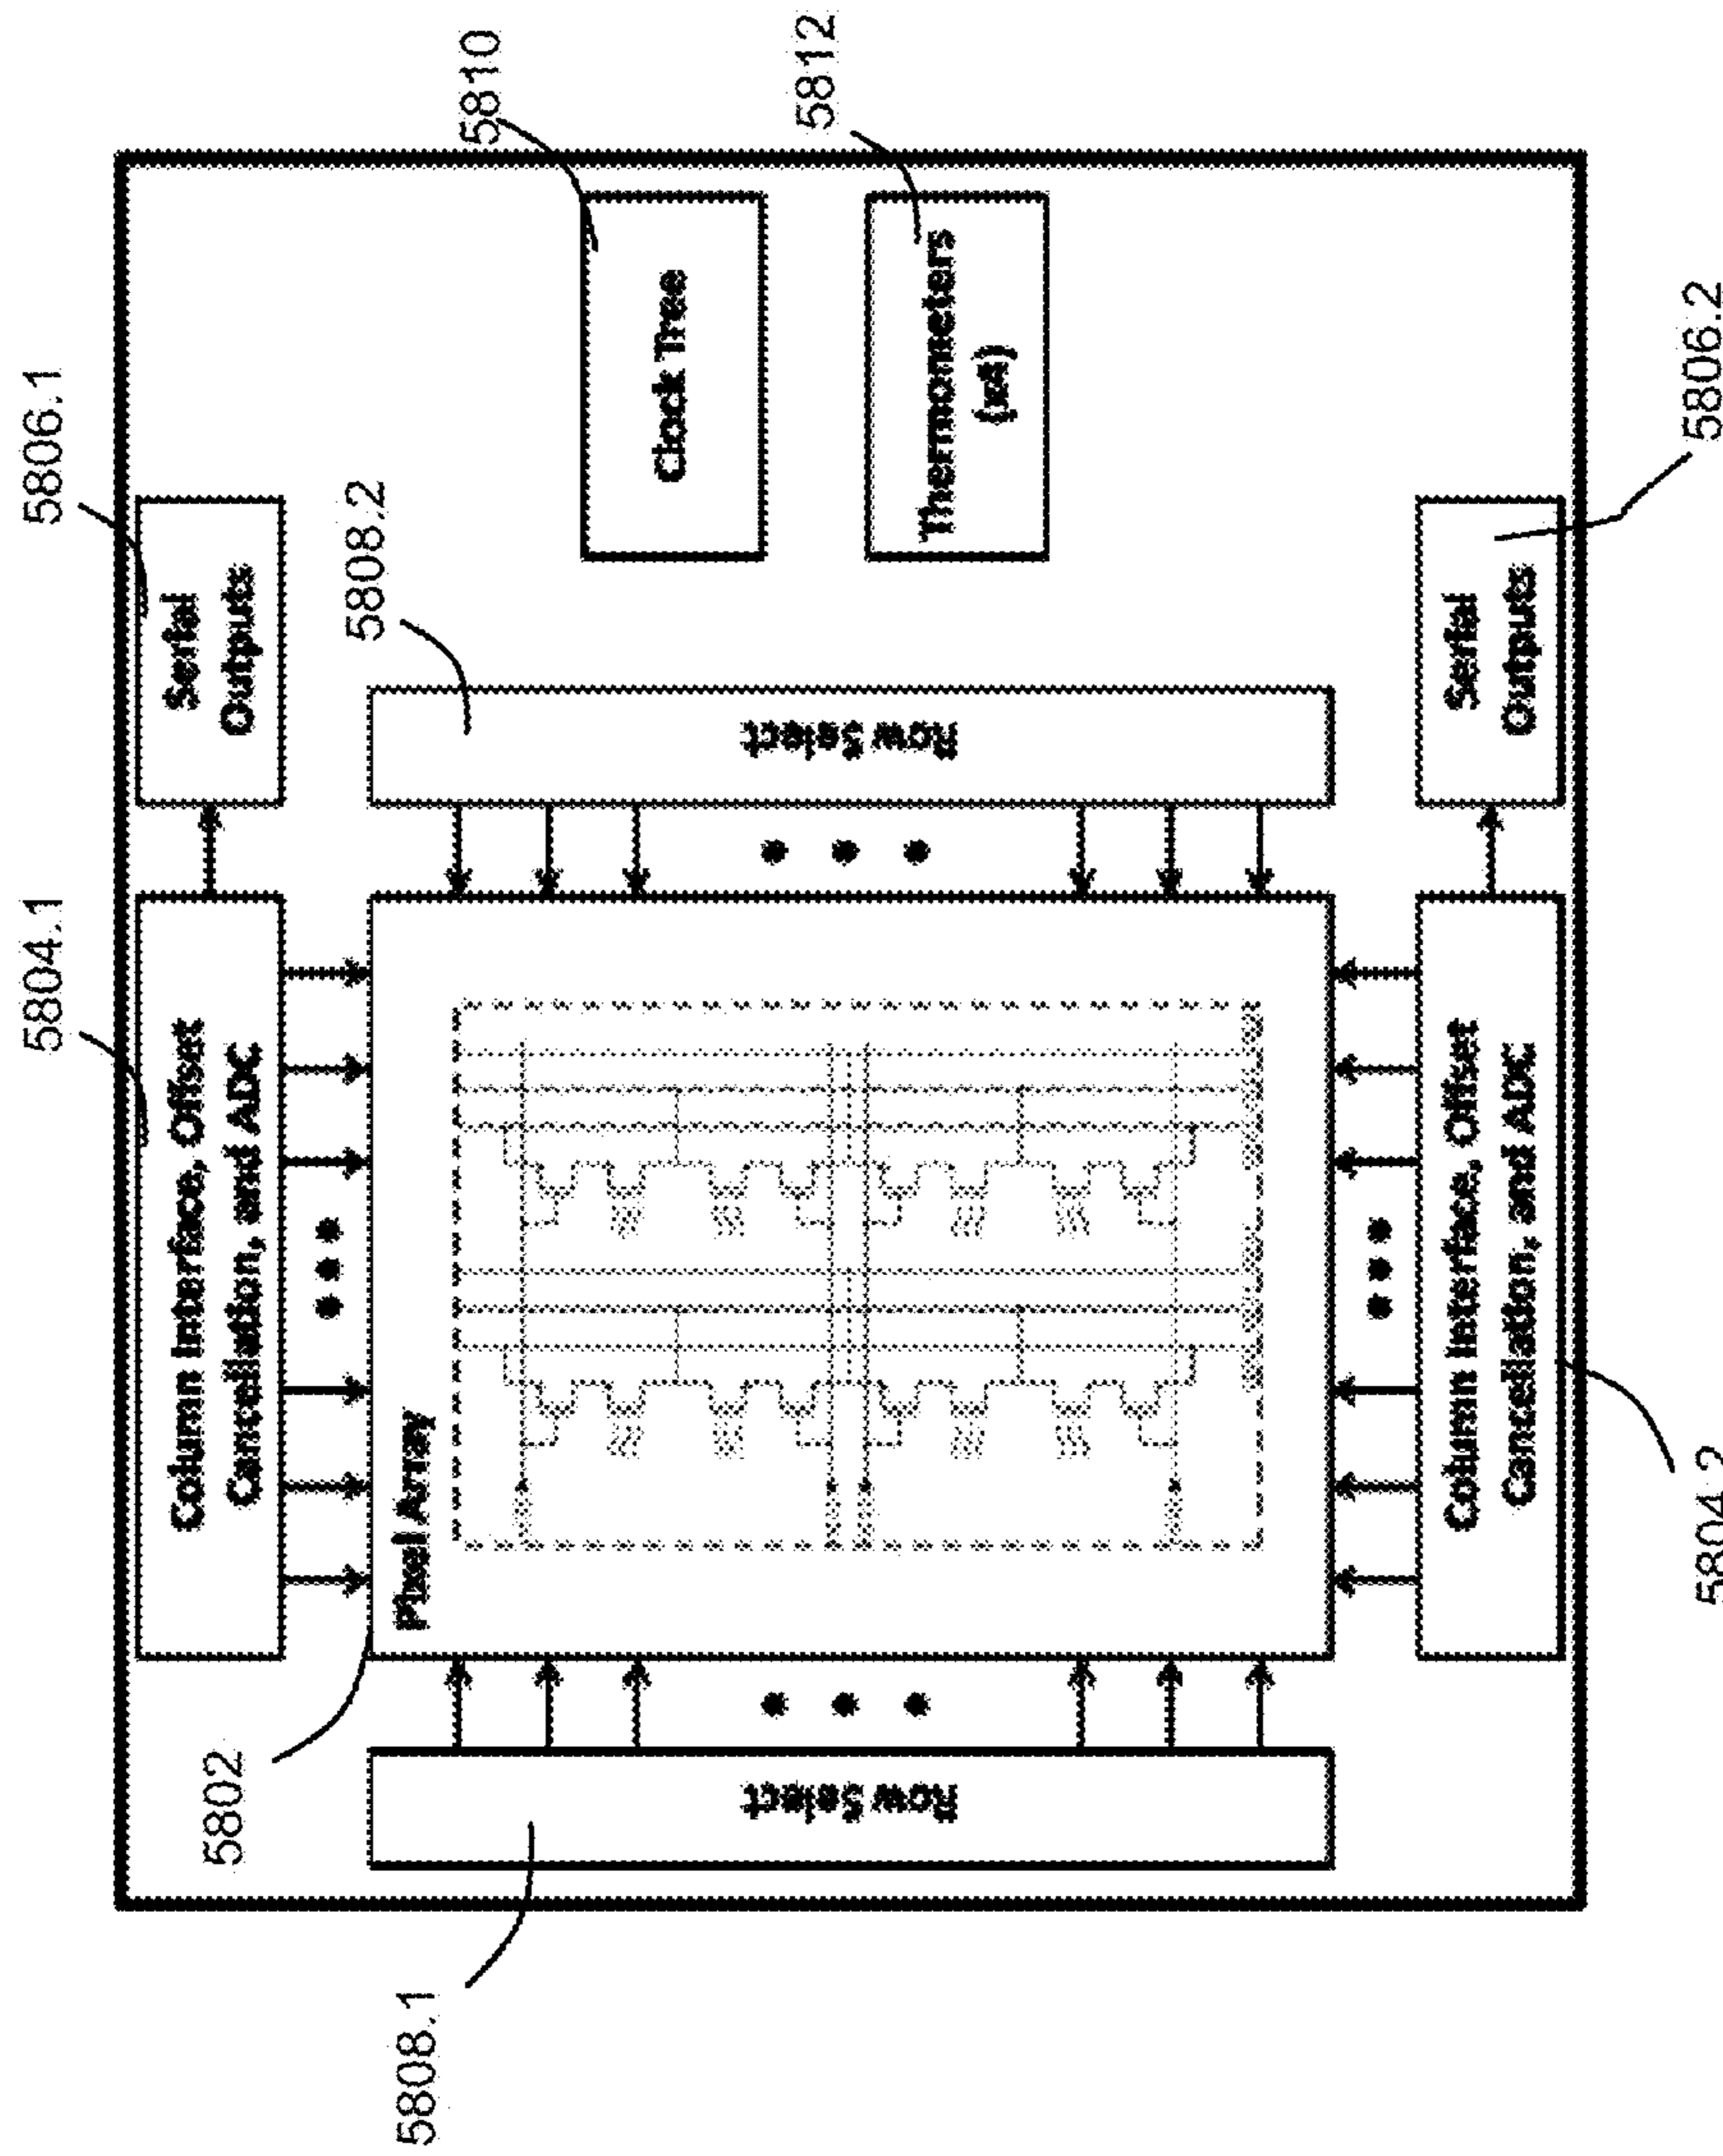 5804.1
5806.1
5810
5812
5802
5808.1
5808.2
5804.2
5806.2
Column Interface, Offset
Cancellation, and ADC
Serial
Outputs
Pixel Array
Row Select
Row Select
Clock Tree
Thermometers
(x4)
Column Interface, Offset
Cancellation, and ADC
Serial
Outputs